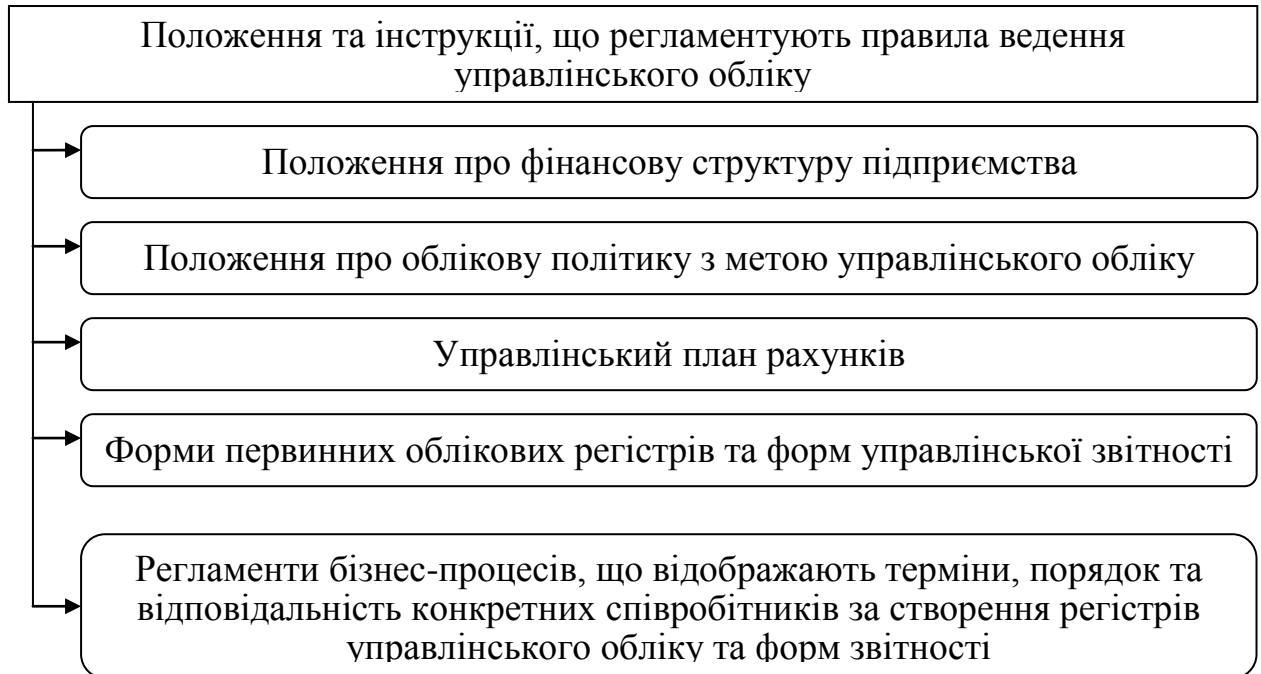 Положення та інструкції, що регламентують правила ведення
управлінського обліку
Положення про фінансову структуру підприємства
Положення про облікову політику з метою управлінського обліку
Управлінський план рахунків
Форми первинних облікових регістрів та форм управлінської звітності
Регламенти бізнес-процесів, що відображають терміни, порядок та
відповідальність конкретних співробітників за створення регістрів
управлінського обліку та форм звітності